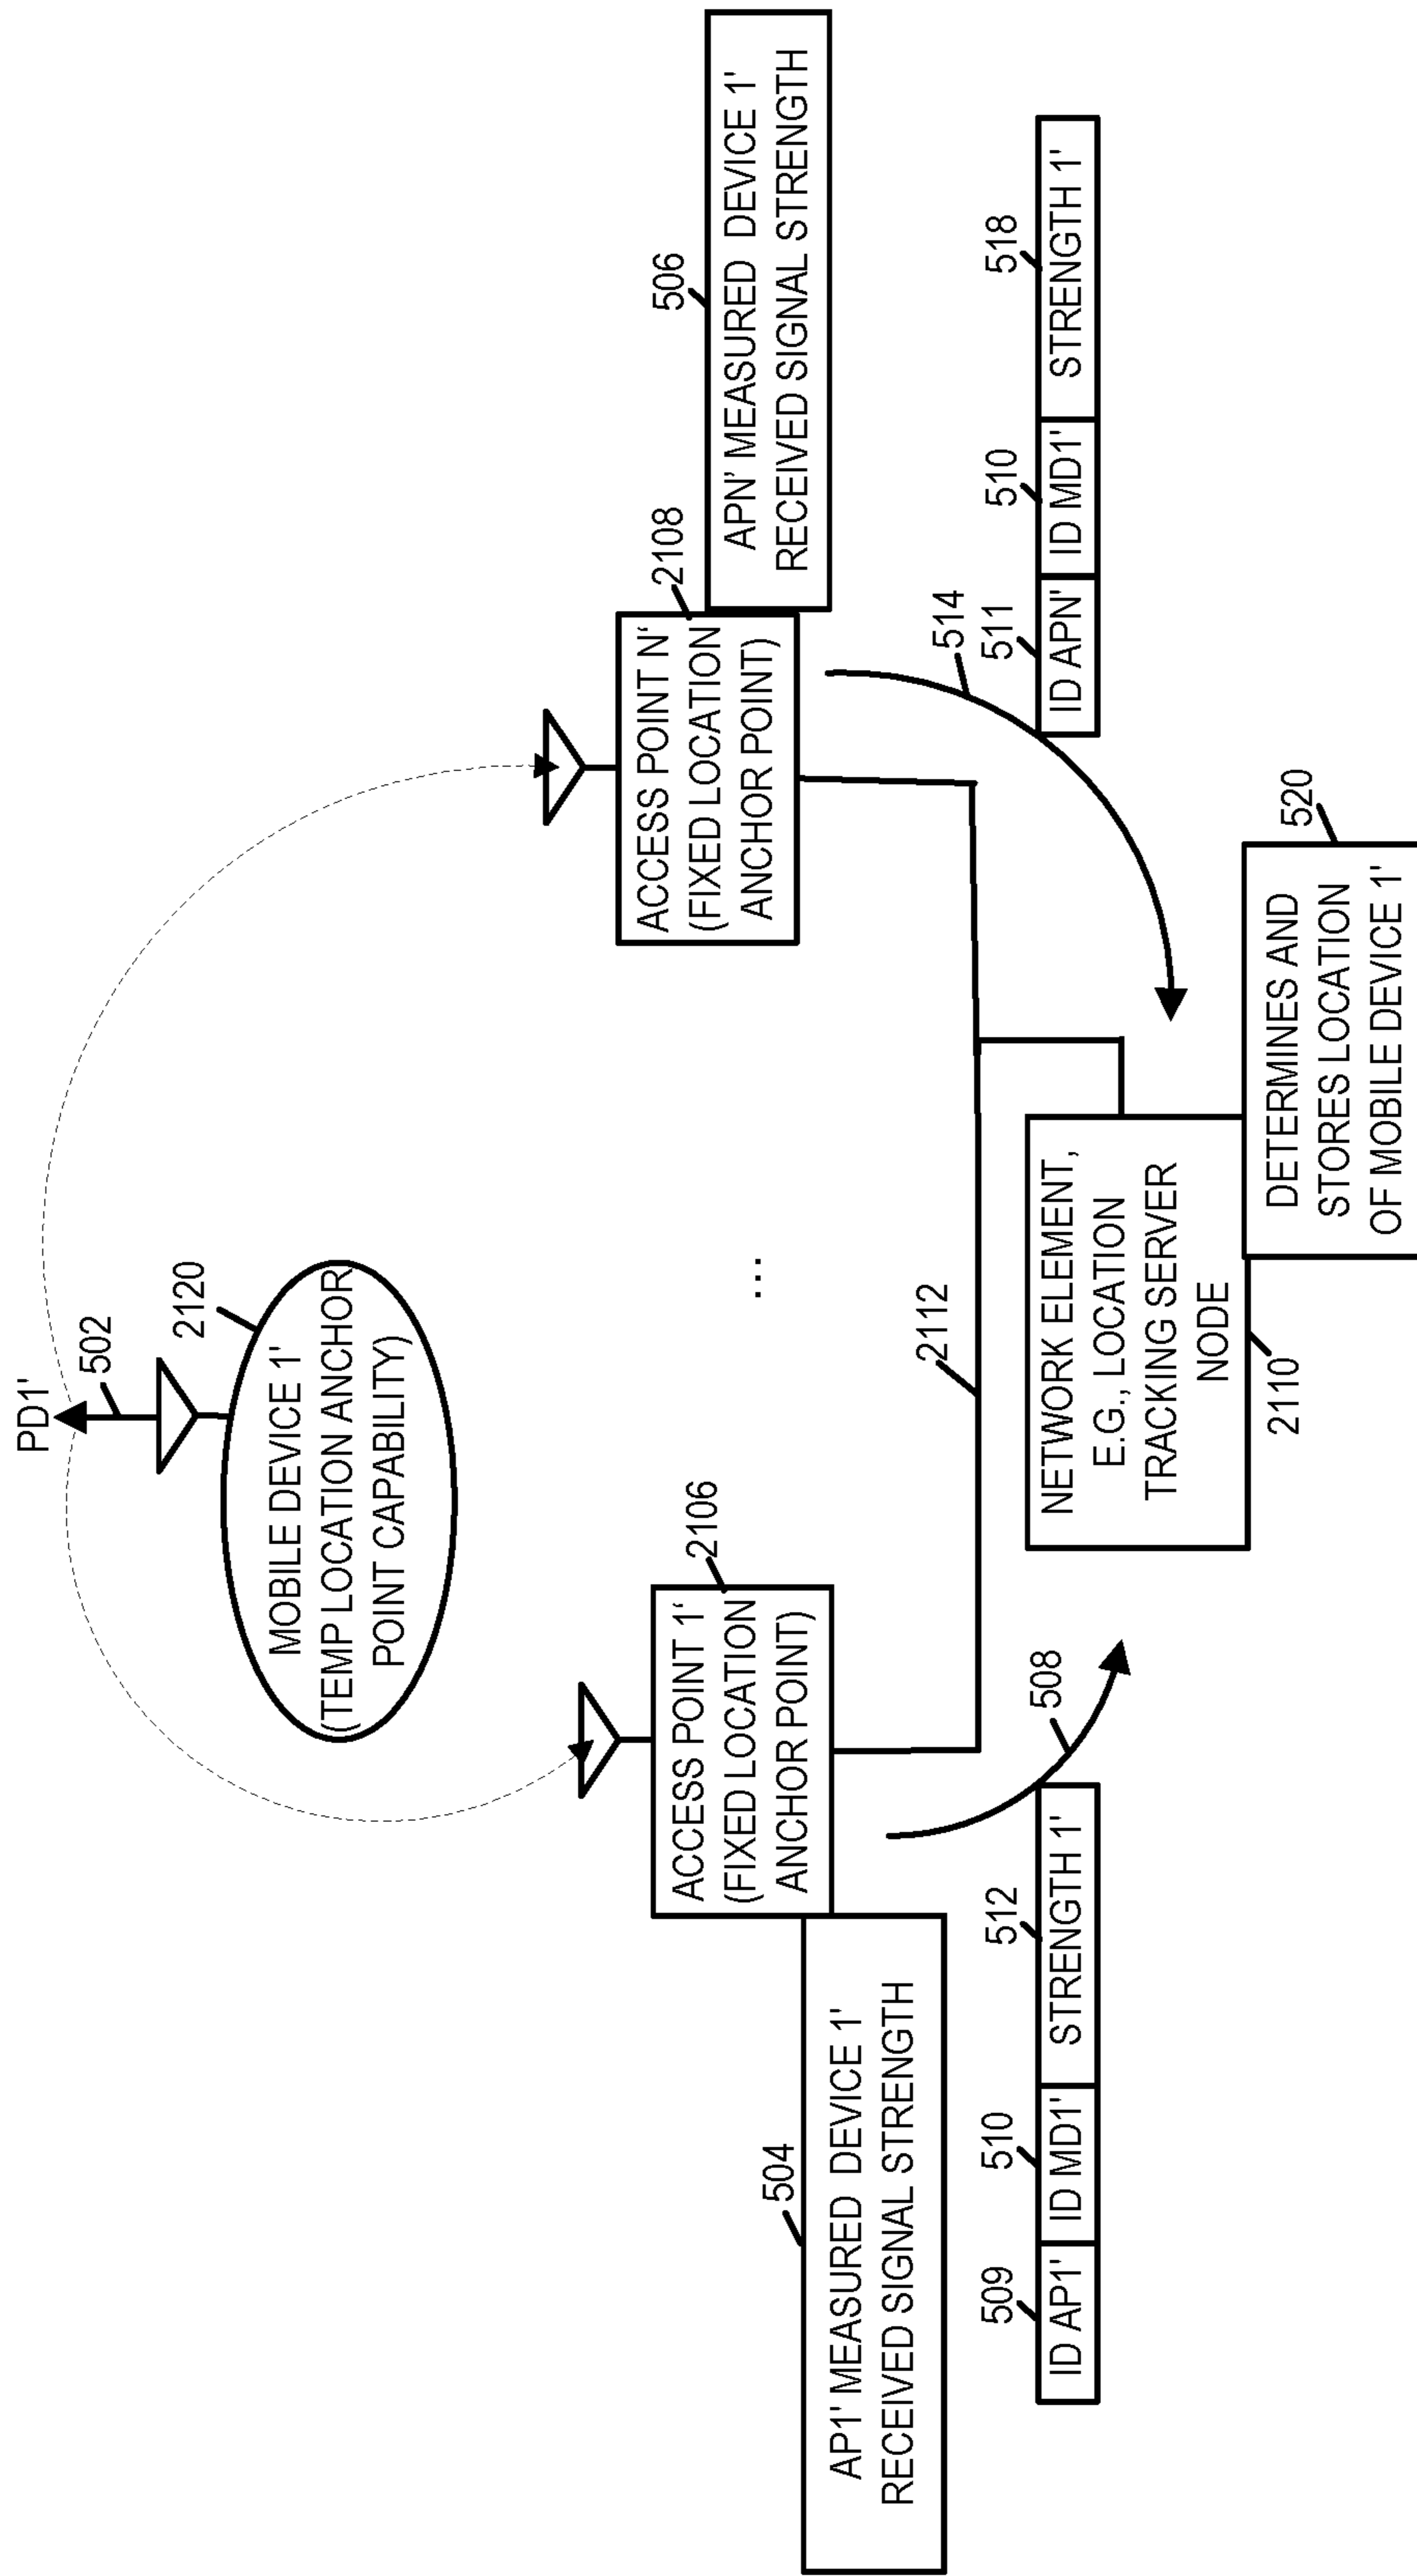 PD1'
502
2120
MOBILE DEVICE 1'
(TEMP LOCATION ANCHOR
POINT CAPABILITY)
2106
ACCESS POINT 1‘
(FIXED LOCATION
ANCHOR POINT)
...
2108
ACCESS POINT N‘
(FIXED LOCATION
ANCHOR POINT)
504
AP1' MEASURED DEVICE 1'
RECEIVED SIGNAL STRENGTH
506
APN’ MEASURED DEVICE 1'
RECEIVED SIGNAL STRENGTH
2112
509 510 512
ID AP1' ID MD1' STRENGTH 1'
508
514
511 510 518
ID APN' ID MD1' STRENGTH 1'
NETWORK ELEMENT,
E.G., LOCATION
TRACKING SERVER
NODE
2110
520
DETERMINES AND
STORES LOCATION
OF MOBILE DEVICE 1'